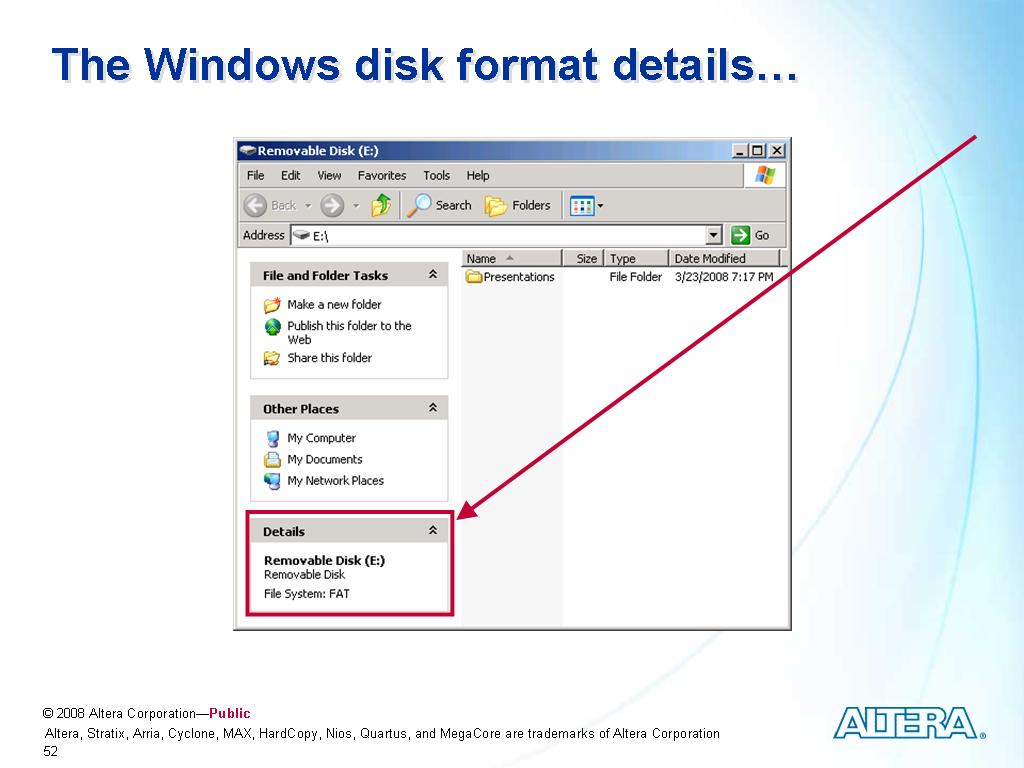 The Windows disk format details…
Removable Disk (E:)
File Edit View Favorites Tools Help
Back Search Folders
Address E:\ Go
Name Size Type Date Modified
Presentations File Folder 3/23/2008 7:17 PM
File and Folder Tasks
Make a new folder
Publish this folder to the
Web
Share this folder
Other Places
My Computer
My Documents
My Network Places
Details
Removable Disk (E:)
Removable Disk
File System: FAT
© 2008 Altera Corporation—Public
Altera, Stratix, Arria, Cyclone, MAX, HardCopy, Nios, Quartus, and MegaCore are trademarks of Altera Corporation
52
ALTERA®